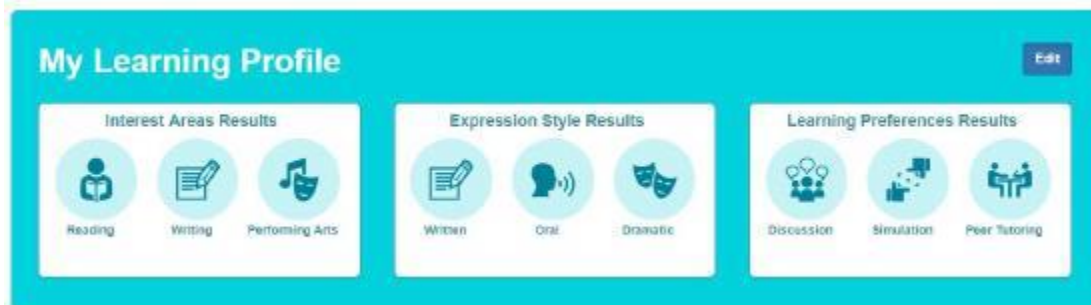 My Learning Profile
Edit
Interest Areas Results
Reading
Writing
Performing Arts
Expression Style Results
Written
Oral
Dramatic
Learning Preferences Results
Discussion
Simulation
Peer Tutoring